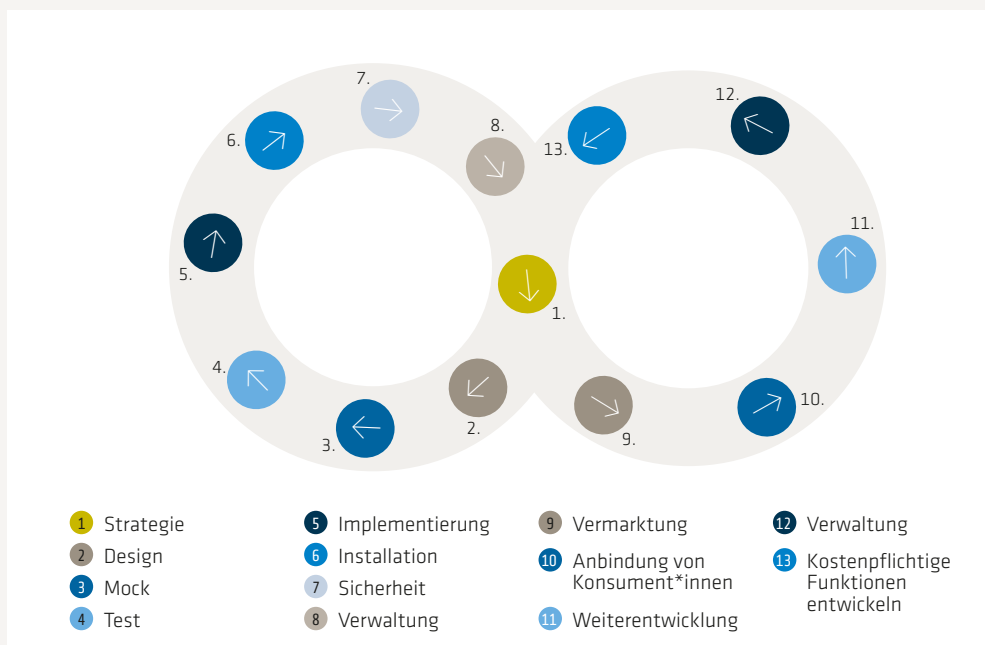 7.
12.
8.
6.
13.
11.
5.
1.
4.
10.
2.
9.
3.
1 Strategie
2 Design
3 Mock
4 Test
5 Implementierung
6 Installation
7 Sicherheit
8 Verwaltung
9 Vermarktung
10 Anbindung von
Konsument*innen
11 Weiterentwicklung
12 Verwaltung
13 Kostenpflichtige
Funktionen
entwickeln